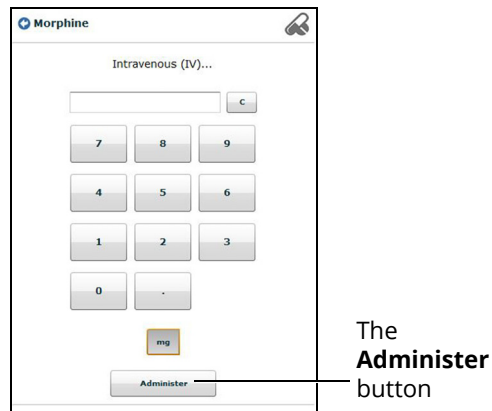 Morphine
Intravenous (IV)...
C
7 8 9
4 5 6
1 2 3
0 .
mg
Administer
The
Administer
button